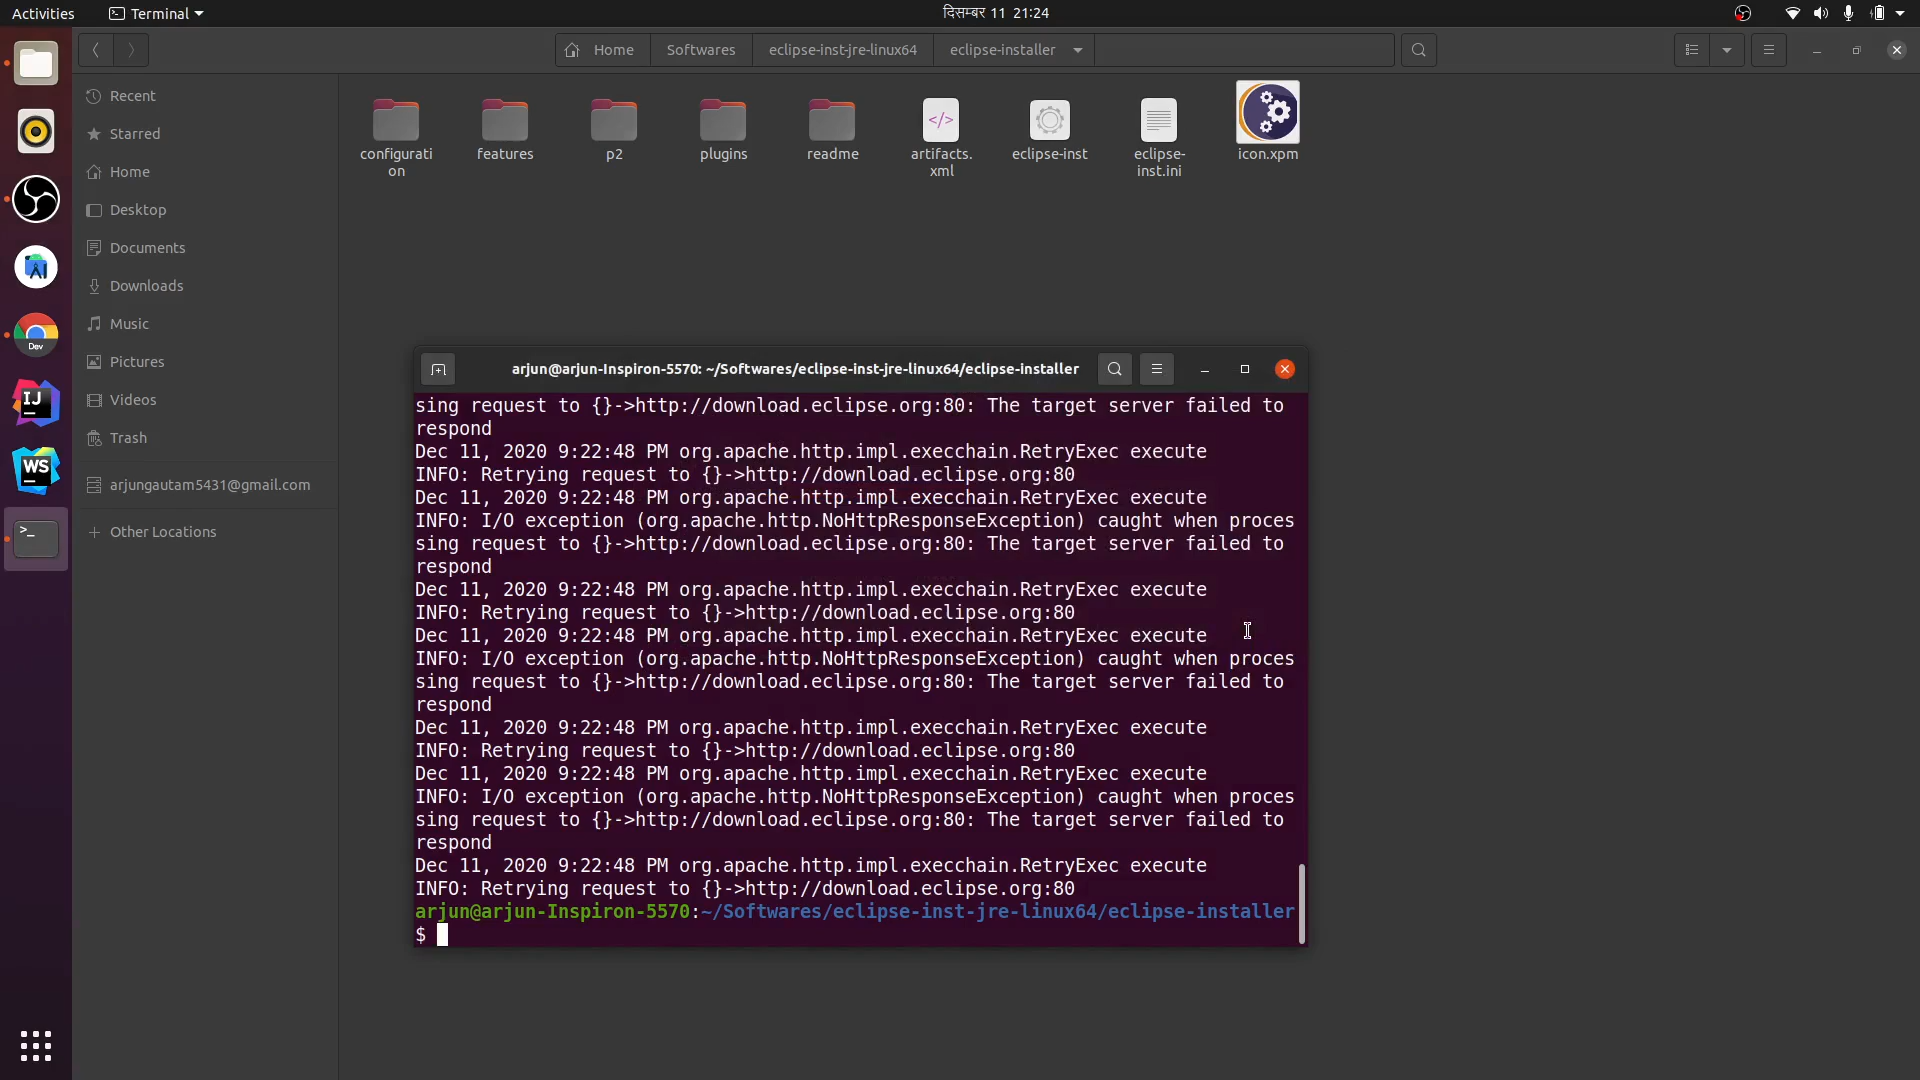 Activities
Terminal
दिसम्बर 11 21:24
Home
Softwares
eclipse-inst-jre-linux64
eclipse-installer
Recent
Starred
Home
Desktop
Documents
Downloads
Music
Pictures
Videos
Trash
arjungautam5431@gmail.com
Other Locations
Dev
IJ
WS
>_
configurati
on
features
p2
plugins
readme
</>
artifacts.
xml
eclipse-inst
eclipse-
inst.ini
icon.xpm
arjun@arjun-Inspiron-5570: ~/Softwares/eclipse-inst-jre-linux64/eclipse-installer
sing request to {}->http://download.eclipse.org:80: The target server failed to
respond
Dec 11, 2020 9:22:48 PM org.apache.http.impl.execchain.RetryExec execute
INFO: Retrying request to {}->http://download.eclipse.org:80
Dec 11, 2020 9:22:48 PM org.apache.http.impl.execchain.RetryExec execute
INFO: I/O exception (org.apache.http.NoHttpResponseException) caught when proces
sing request to {}->http://download.eclipse.org:80: The target server failed to
respond
Dec 11, 2020 9:22:48 PM org.apache.http.impl.execchain.RetryExec execute
INFO: Retrying request to {}->http://download.eclipse.org:80
Dec 11, 2020 9:22:48 PM org.apache.http.impl.execchain.RetryExec execute
INFO: I/O exception (org.apache.http.NoHttpResponseException) caught when proces
sing request to {}->http://download.eclipse.org:80: The target server failed to
respond
Dec 11, 2020 9:22:48 PM org.apache.http.impl.execchain.RetryExec execute
INFO: Retrying request to {}->http://download.eclipse.org:80
Dec 11, 2020 9:22:48 PM org.apache.http.impl.execchain.RetryExec execute
INFO: I/O exception (org.apache.http.NoHttpResponseException) caught when proces
sing request to {}->http://download.eclipse.org:80: The target server failed to
respond
Dec 11, 2020 9:22:48 PM org.apache.http.impl.execchain.RetryExec execute
INFO: Retrying request to {}->http://download.eclipse.org:80
arjun@arjun-Inspiron-5570:~/Softwares/eclipse-inst-jre-linux64/eclipse-installer
$